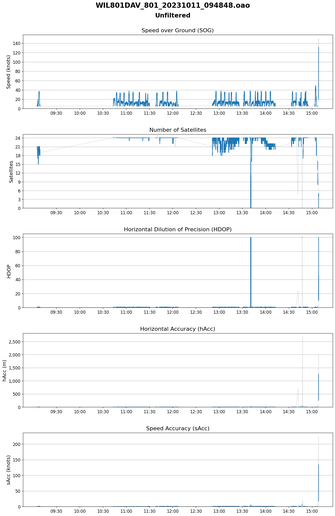 WIL801DAV_801_20231011_094848.oao
Unfiltered
Speed over Ground (SOG)
Speed (knots)
140
120
100
80
60
40
20
0
09:30 10:00 10:30 11:00 11:30 12:00 12:30 13:00 13:30 14:00 14:30 15:00
Number of Satellites
Satellites
24
21
18
15
12
9
6
3
0
09:30 10:00 10:30 11:00 11:30 12:00 12:30 13:00 13:30 14:00 14:30 15:00
Horizontal Dilution of Precision (HDOP)
HDOP
100
80
60
40
20
0
09:30 10:00 10:30 11:00 11:30 12:00 12:30 13:00 13:30 14:00 14:30 15:00
Horizontal Accuracy (hAcc)
hAcc (m)
2,500
2,000
1,500
1,000
500
0
09:30 10:00 10:30 11:00 11:30 12:00 12:30 13:00 13:30 14:00 14:30 15:00
Speed Accuracy (sAcc)
sAcc (knots)
200
150
100
50
0
09:30 10:00 10:30 11:00 11:30 12:00 12:30 13:00 13:30 14:00 14:30 15:00